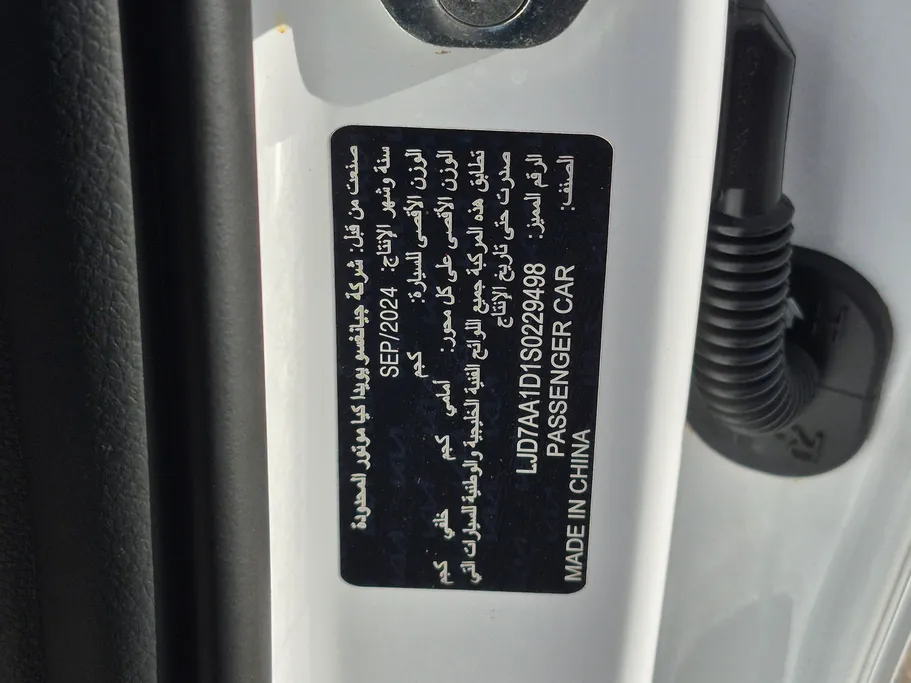 صنعت من قبل: شركة جيانغسو يويدا كيا موتور المحدودة
سنة وشهر الإنتاج: SEP/2024
الوزن الأقصى للسيارة: كجم
الوزن الأقصى على كل محور: أمامي كجم خلفي كجم
تطابق هذه المركبة جميع اللوائح الفنية الخليجية والوطنية للسيارات التي
صدرت حتى تاريخ الإنتاج
الرقم المميز: LJD7AA1D1S0229498
الصنف: PASSENGER CAR
MADE IN CHINA